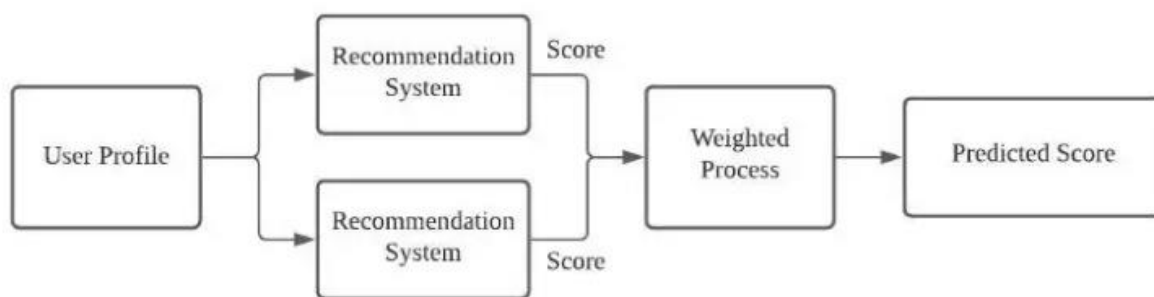 User Profile
Recommendation
System
Score
Recommendation
System
Score
Weighted
Process
Predicted Score